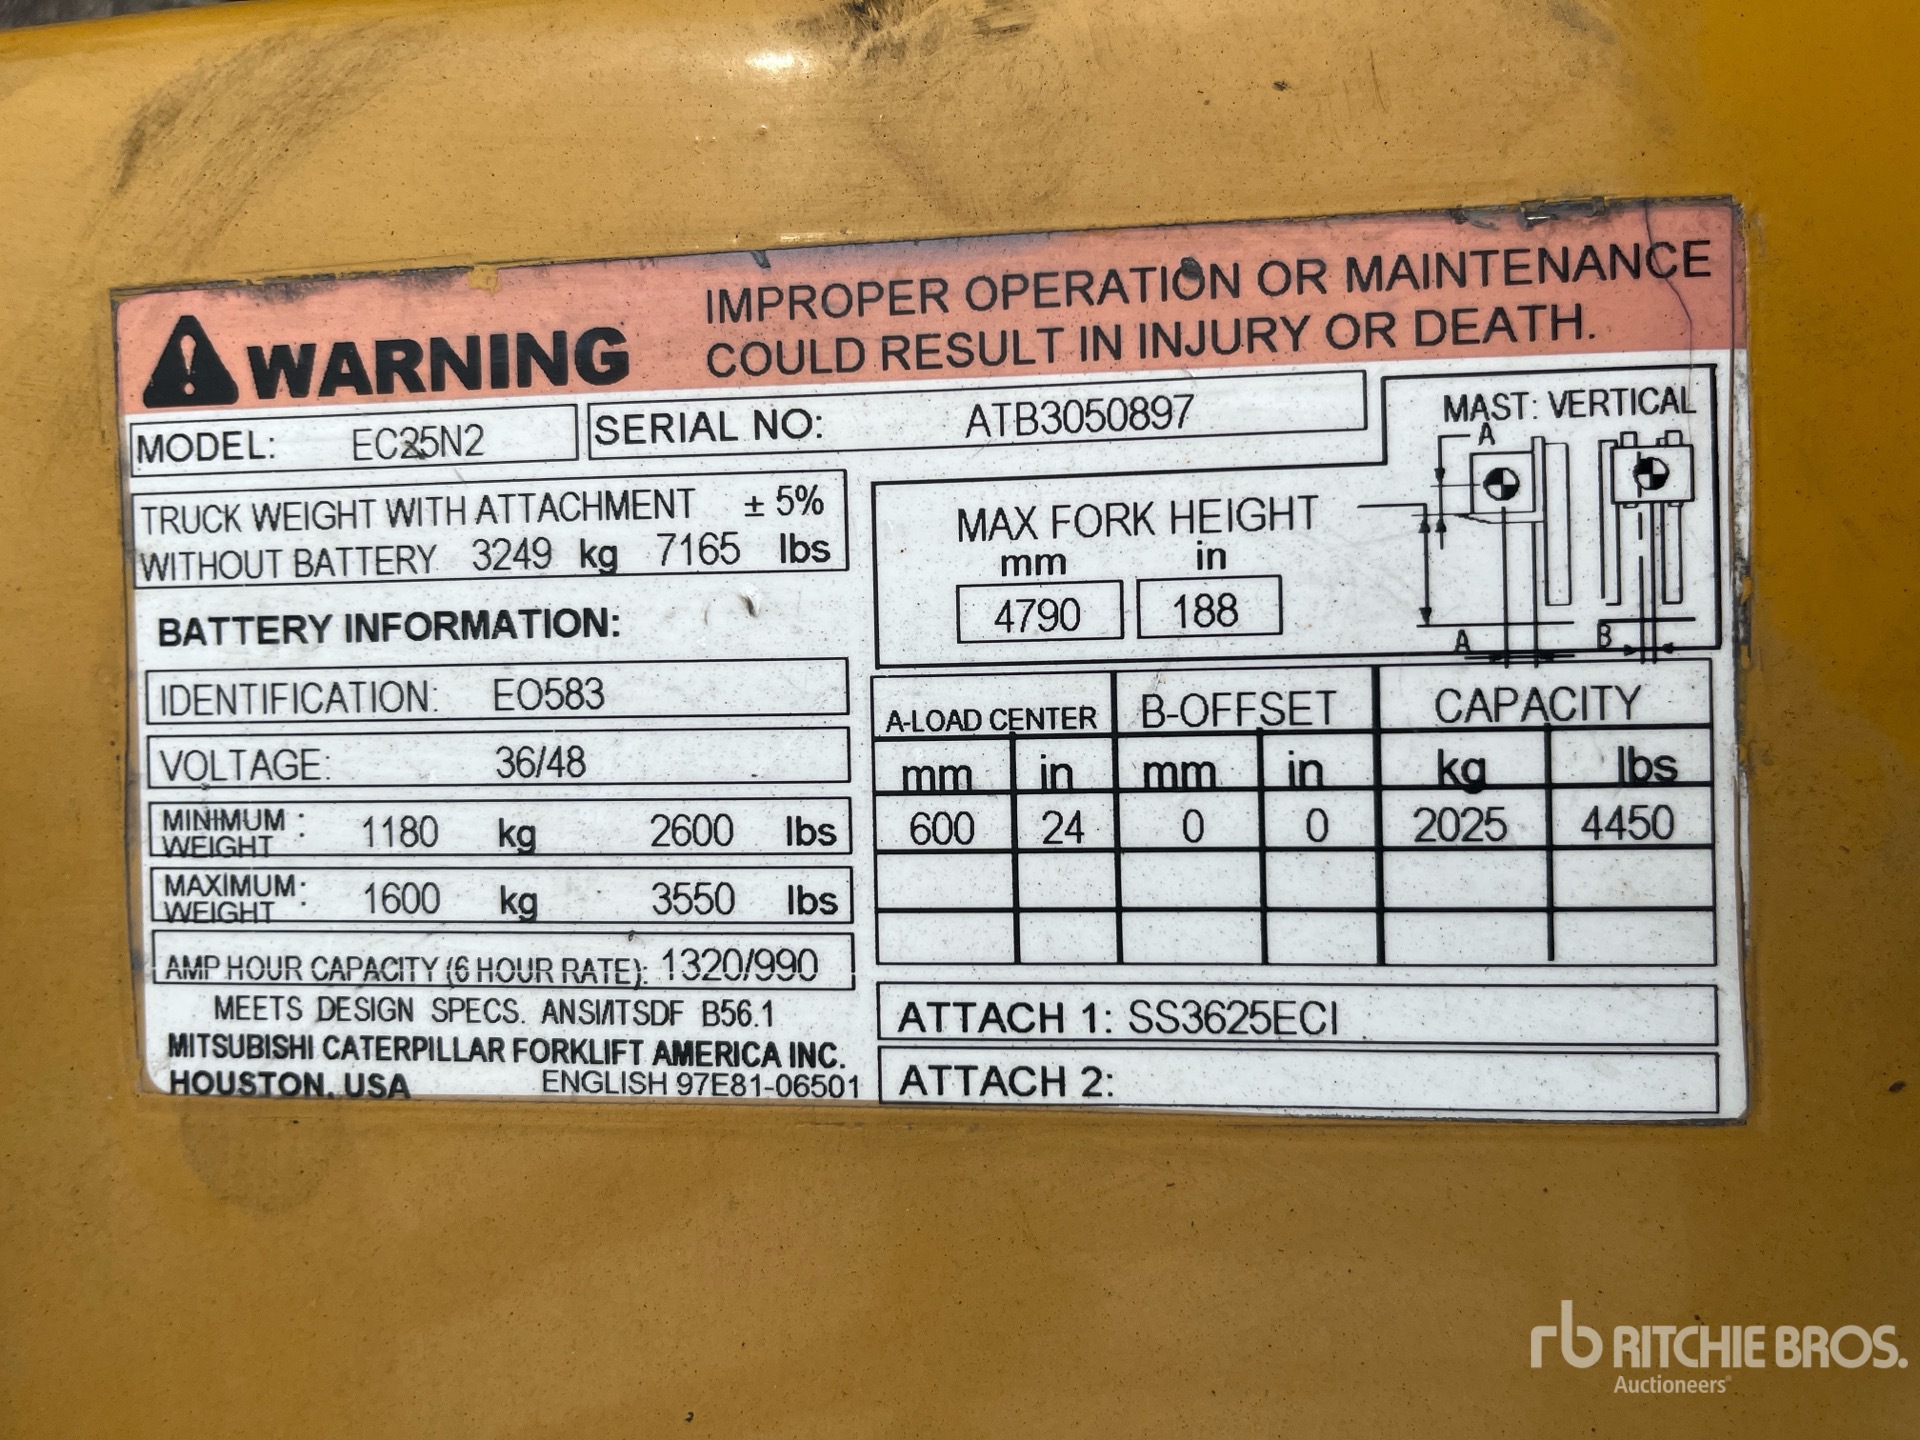 WARNING
IMPROPER OPERATION OR MAINTENANCE
COULD RESULT IN INJURY OR DEATH.
MODEL: EC25N2
SERIAL NO: ATB3050897
MAST: VERTICAL
TRUCK WEIGHT WITH ATTACHMENT ± 5%
WITHOUT BATTERY 3249 kg 7165 lbs
MAX FORK HEIGHT
mm in
4790 188
A
A B
BATTERY INFORMATION:
IDENTIFICATION: EO583
VOLTAGE: 36/48
MINIMUM WEIGHT : 1180 kg 2600 lbs
MAXIMUM WEIGHT : 1600 kg 3550 lbs
AMP HOUR CAPACITY (6 HOUR RATE): 1320/990
MEETS DESIGN SPECS. ANSI/ITSDF B56.1
MITSUBISHI CATERPILLAR FORKLIFT AMERICA INC.
HOUSTON, USA ENGLISH 97E81-06501
A-LOAD CENTER B-OFFSET CAPACITY
mm in mm in kg lbs
600 24 0 0 2025 4450
ATTACH 1: SS3625ECI
ATTACH 2:
rb RITCHIE BROS.
Auctioneers